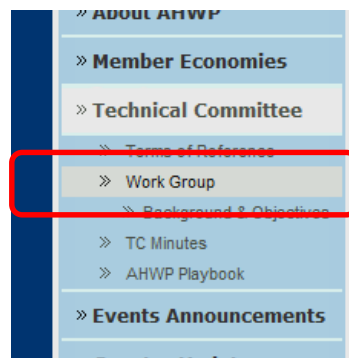 » About AHWP
» Member Economies
» Technical Committee
» Terms of Reference
» Work Group
» Background & Objectives
» TC Minutes
» AHWP Playbook
» Events Announcements